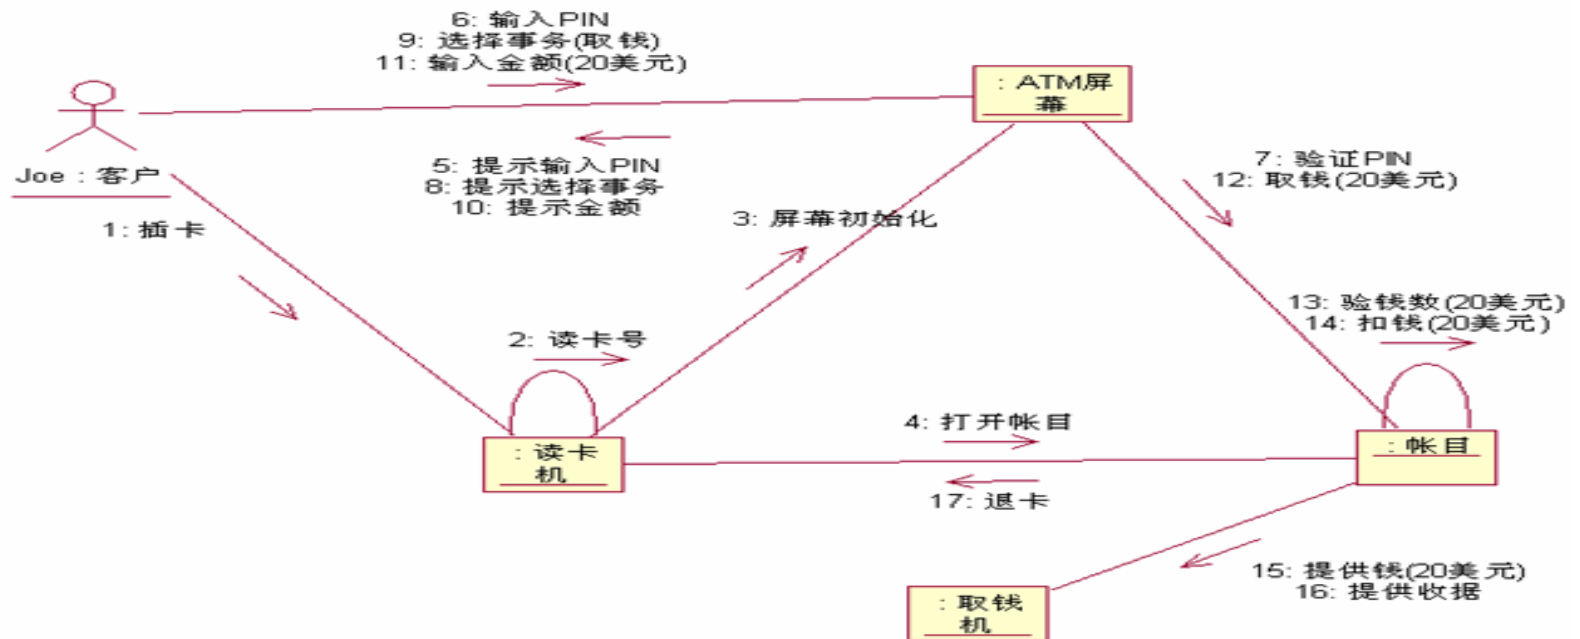 6: 输入PIN
9: 选择事务(取钱)
11: 输入金额(20美元)
: ATM屏
幕
Joe : 客户
5: 提示输入PIN
8: 提示选择事务
10: 提示金额
7: 验证PIN
12: 取钱(20美元)
1: 插卡
3: 屏幕初始化
2: 读卡号
13: 验钱数(20美元)
14: 扣钱(20美元)
4: 打开帐目
: 读卡
机
: 帐目
17: 退卡
15: 提供钱(20美元)
16: 提供收据
: 取钱
机